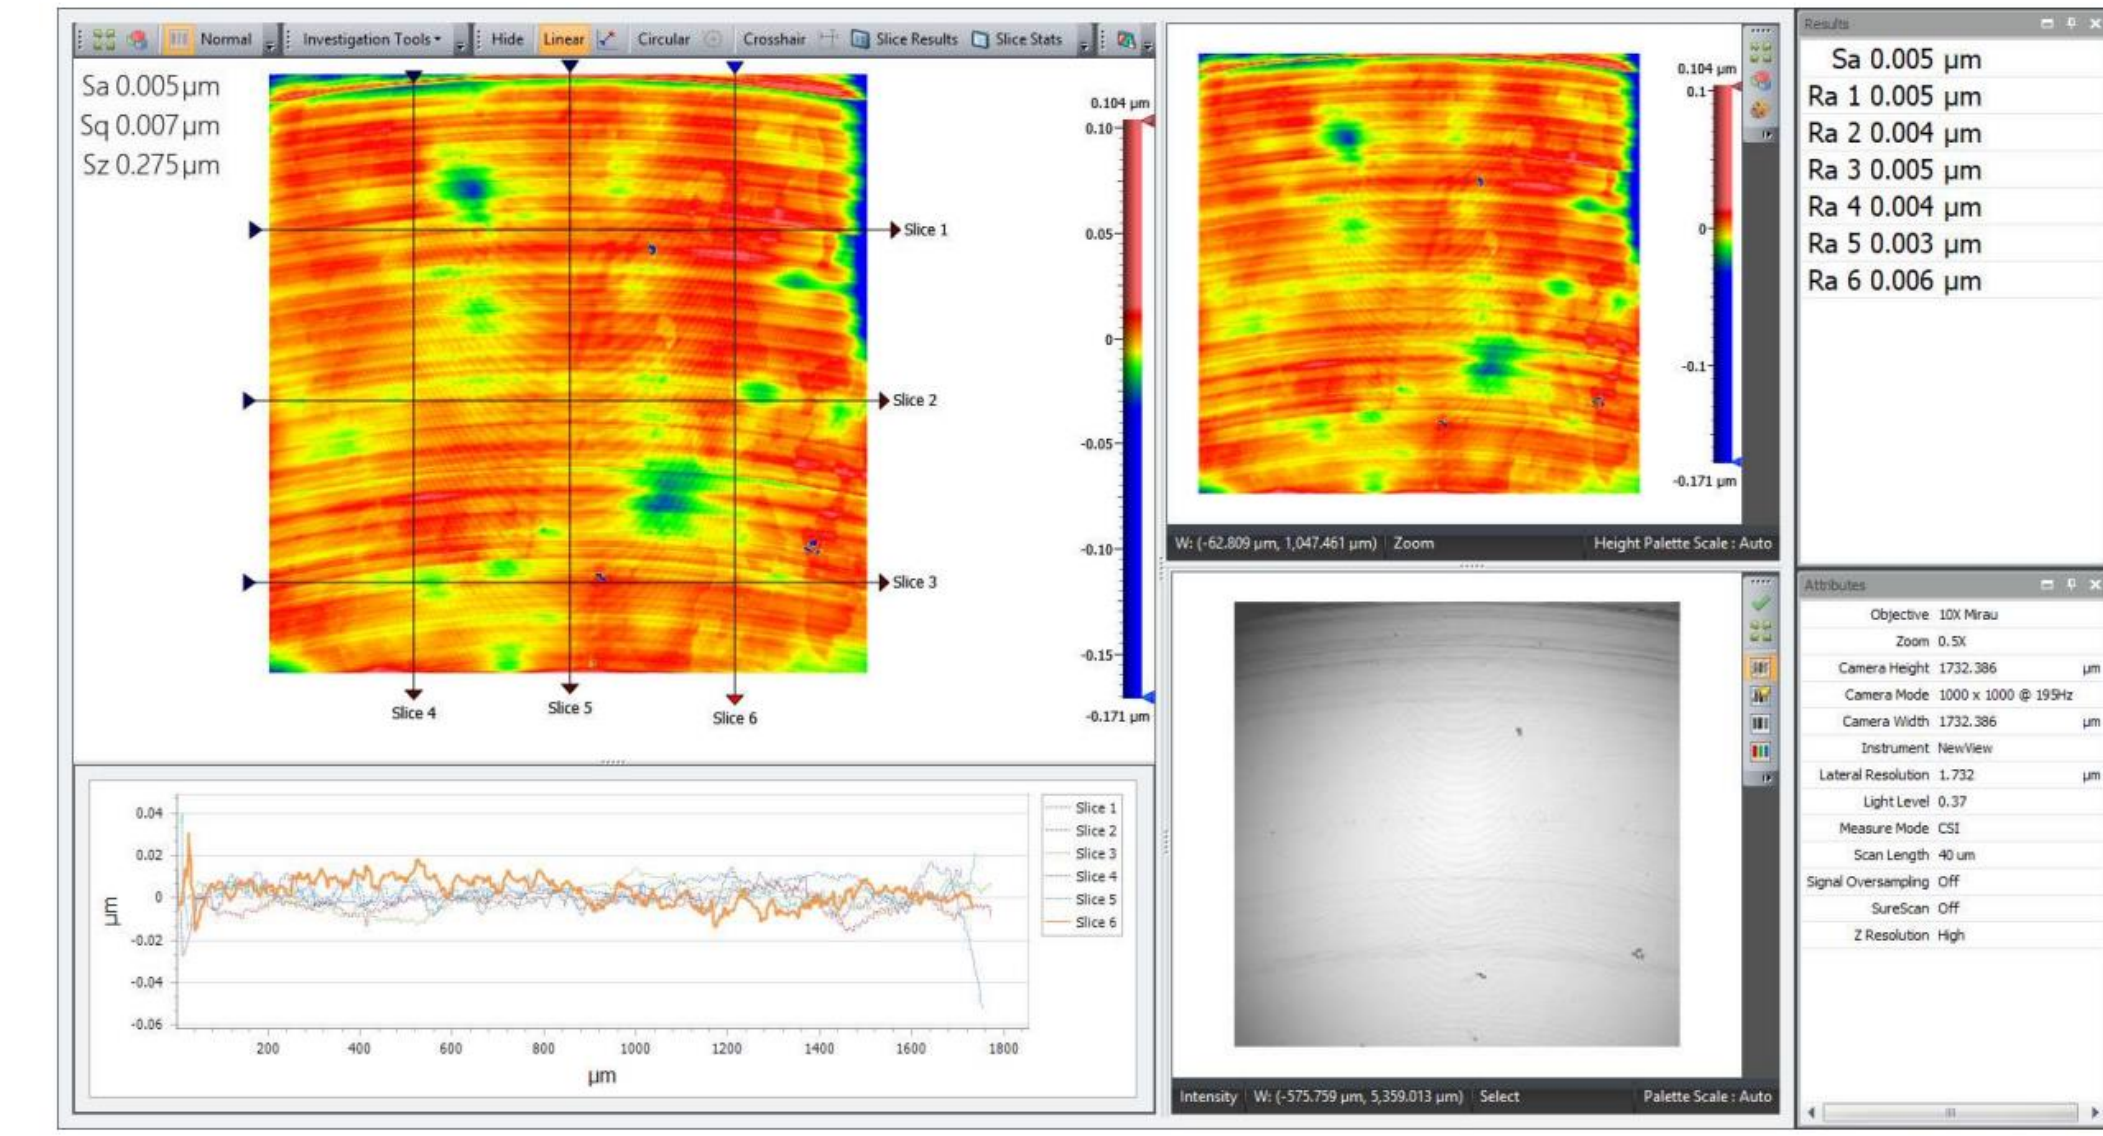 Normal Investigation Tools Hide Linear Circular Crosshair Slice Results Slice Stats
Sa 0.005 µm
Sq 0.007 µm
Sz 0.275 µm
Slice 1
Slice 2
Slice 3
Slice 4
Slice 5
Slice 6
0.104 µm
0.10
0.05
0
-0.05
-0.10
-0.15
-0.171 µm
0.04
0.02
0
-0.02
-0.04
-0.06
µm
200 400 600 800 1000 1200 1400 1600 1800
µm
Slice 1
Slice 2
Slice 3
Slice 4
Slice 5
Slice 6
0.104 µm
0.1
0
-0.1
-0.171 µm
W: (-62.809 µm, 1,047.461 µm) Zoom Height Palette Scale : Auto
Intensity W: (-575.759 µm, 5,359.013 µm) Select Palette Scale : Auto
Results
Sa 0.005 µm
Ra 1 0.005 µm
Ra 2 0.004 µm
Ra 3 0.005 µm
Ra 4 0.004 µm
Ra 5 0.003 µm
Ra 6 0.006 µm
Attributes
Objective 10X Mirau
Zoom 0.5X
Camera Height 1732.386 µm
Camera Mode 1000 x 1000 @ 195Hz
Camera Width 1732.386 µm
Instrument NewView
Lateral Resolution 1.732 µm
Light Level 0.37
Measure Mode CSI
Scan Length 40 um
Signal Oversampling Off
SureScan Off
Z Resolution High